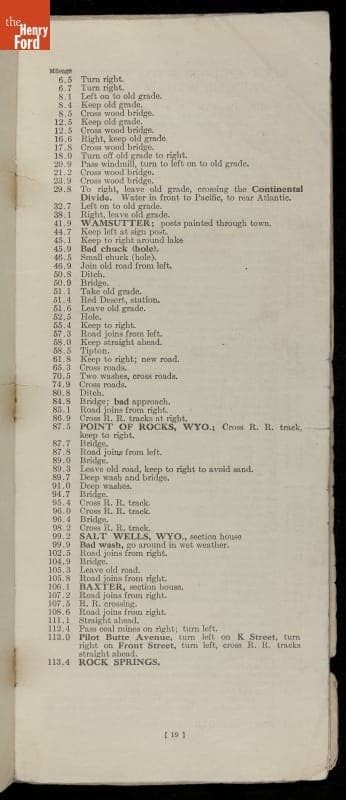 the
Henry
Ford
Mileage
6.5 Turn right.
6.7 Turn right.
8.1 Left on to old grade.
8.4 Keep old grade.
8.5 Cross wood bridge.
12.5 Keep old grade.
12.5 Cross wood bridge.
16.6 Right, keep old grade
17.8 Cross wood bridge.
18.0 Turn off old grade to right.
20.9 Pass windmill, turn to left on to old grade.
21.2 Cross wood bridge.
23.9 Cross wood bridge.
29.8 To right, leave old grade, crossing the Continental
Divide. Water in front to Pacific, to rear Atlantic.
32.7 Left on to old grade.
38.1 Right, leave old grade.
41.9 WAMSUTTER; posts painted through town.
44.7 Keep left at sign post.
45.1 Keep to right around lake
45.9 Bad chuck (hole).
46.5 Small chuck (hole).
46.9 Join old road from left.
50.8 Ditch.
50.9 Bridge.
51.1 Take old grade.
51.4 Red Desert, station.
51.6 Leave old grade.
52.5 Hole.
55.4 Keep to right.
57.3 Road joins from left.
58.0 Keep straight ahead.
58.5 Tipton.
61.8 Keep to right; new road.
65.3 Cross roads.
70.5 Two washes, cross roads.
74.9 Cross roads.
80.8 Ditch.
84.8 Bridge; bad approach.
85.1 Road joins from right.
86.9 Cross R. R. tracks at right.
87.5 POINT OF ROCKS, WYO.; Cross R. R. track,
keep to right.
87.7 Bridge.
87.8 Road joins from left.
89.0 Bridge.
89.3 Leave old road, keep to right to avoid sand.
89.7 Deep wash and bridge.
91.0 Deep washes.
94.7 Bridge.
95.4 Cross R. R. track.
96.0 Cross R. R. track.
96.4 Bridge.
98.2 Cross R. R. track.
99.2 SALT WELLS, WYO., section house
99.9 Bad wash, go around in wet weather.
102.5 Road joins from right.
104.9 Bridge.
105.3 Leave old road.
105.8 Road joins from right.
106.1 BAXTER, section house.
107.2 Road joins from right.
107.5 R. R. crossing.
108.6 Road joins from right.
111.1 Straight ahead.
112.4 Pass coal mines on right; turn left.
113.0 Pilot Butte Avenue, turn left on K Street, turn
right on Front Street, turn left, cross R. R. tracks
straight ahead.
113.4 ROCK SPRINGS.
[ 19 ]